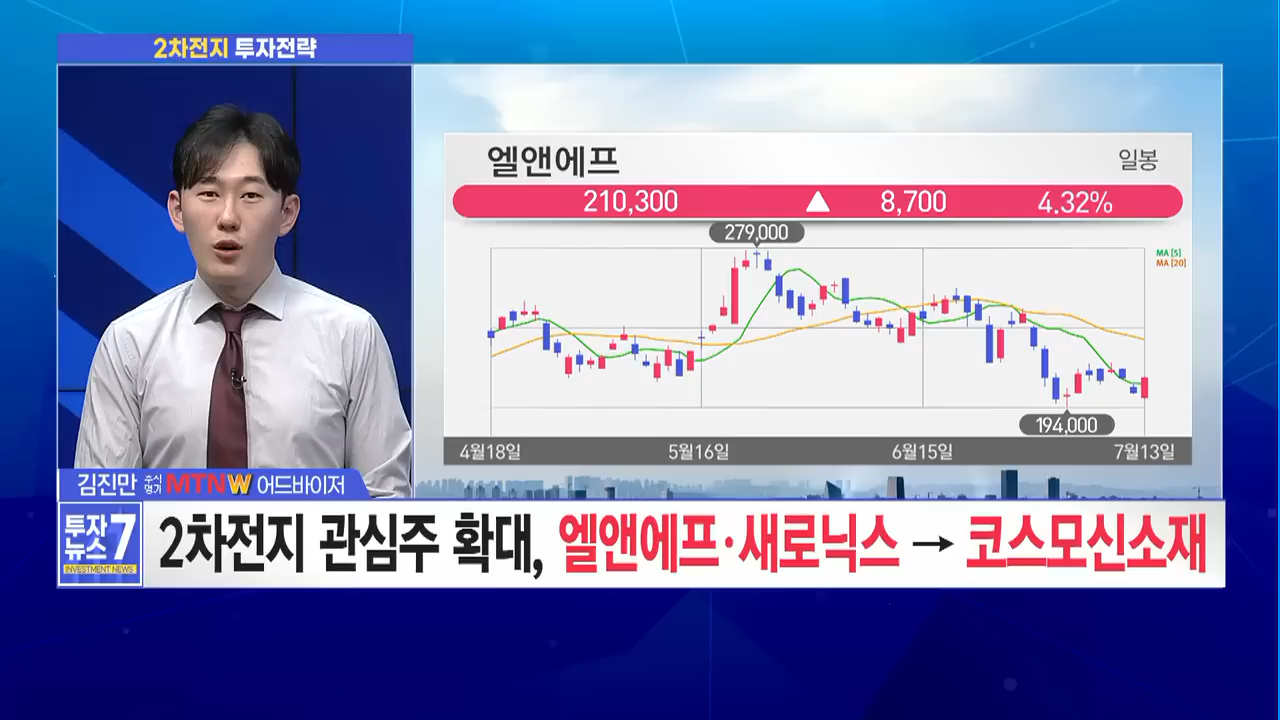 2차전지 투자전략
엘앤에프
일봉
210,300 ▲ 8,700 4.32%
279,000
MA [5]
MA [20]
194,000
4월18일 5월16일 6월15일 7월13일
김진만 주식명가 MTNW 어드바이저
투자
뉴스7
INVESTMENT NEWS
2차전지 관심주 확대, 엘앤에프·새로닉스 → 코스모신소재